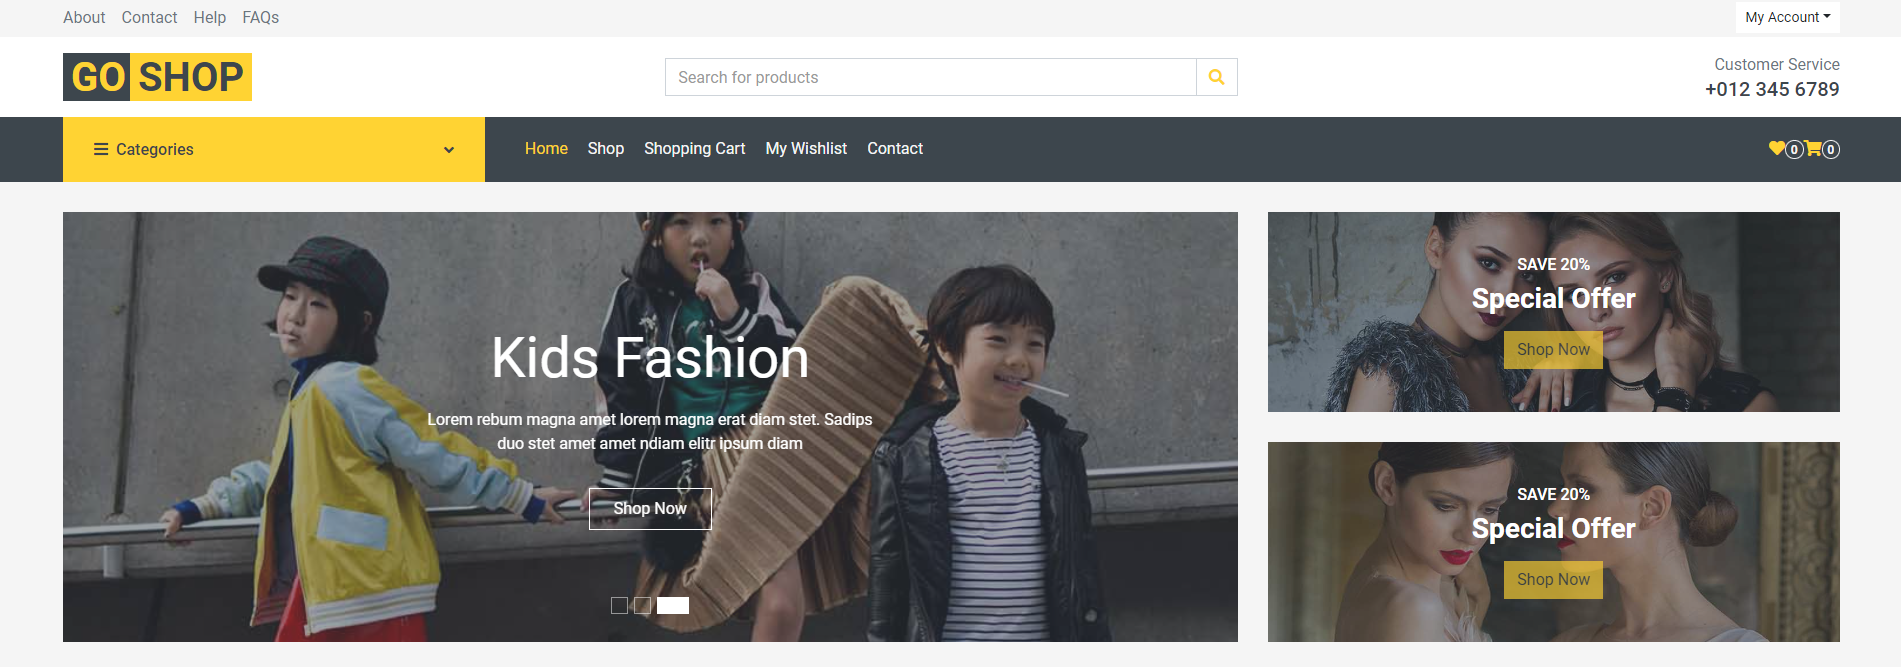 About Contact Help FAQs
My Account
GO SHOP
Search for products
Customer Service
+012 345 6789
Categories
Home Shop Shopping Cart My Wishlist Contact
0 0
Kids Fashion
Lorem rebum magna amet lorem magna erat diam stet. Sadips
duo stet amet amet ndiam elitr ipsum diam
Shop Now
SAVE 20%
Special Offer
Shop Now
SAVE 20%
Special Offer
Shop Now